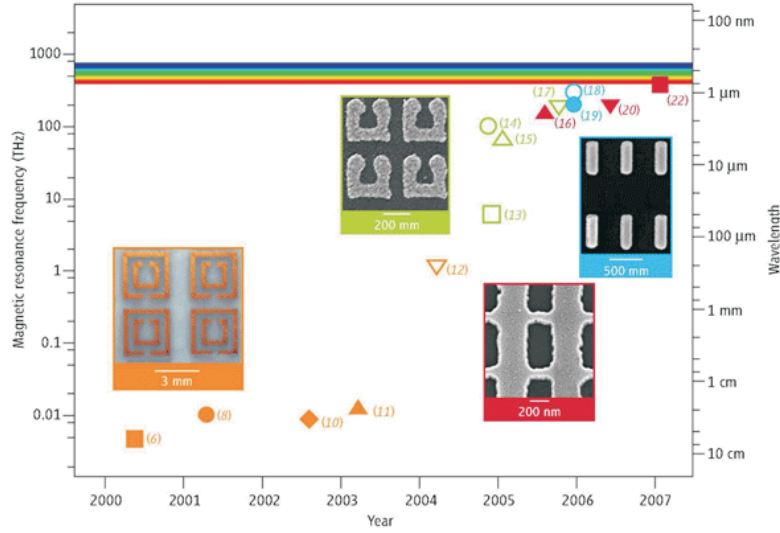 100 nm
1000
(17)
(18)
1 µm
(22)
100
(14)
(16)
(19)
(20)
(15)
10 µm
10
(13)
200 mm
100 µm
500 mm
1
(12)
1 mm
0.1
3 mm
1 cm
200 nm
0.01
(6)
(8)
(10)
(11)
10 cm
Magnetic resonance frequency (THz)
Wavelength
2000 2001 2002 2003 2004 2005 2006 2007
Year